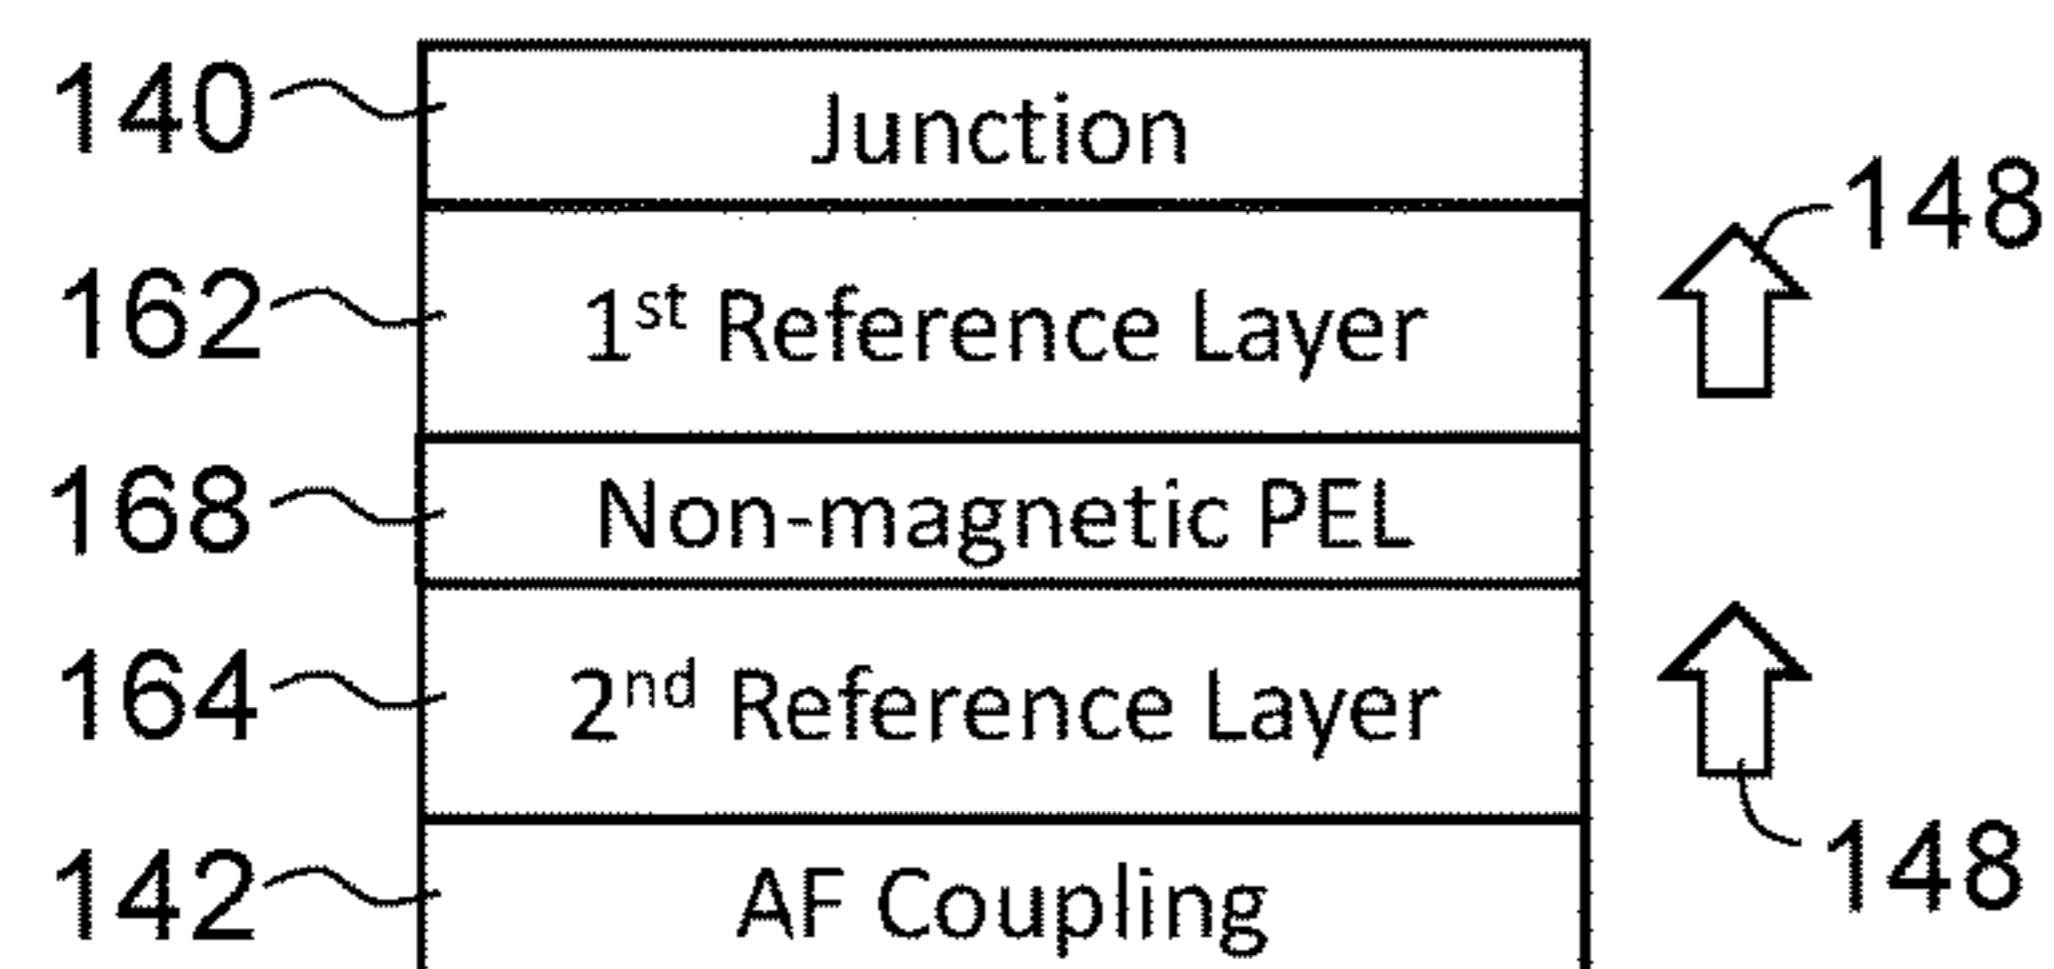 140 Junction
148
162 1st Reference Layer
168 Non-magnetic PEL
164 2nd Reference Layer
148
142 AF Coupling